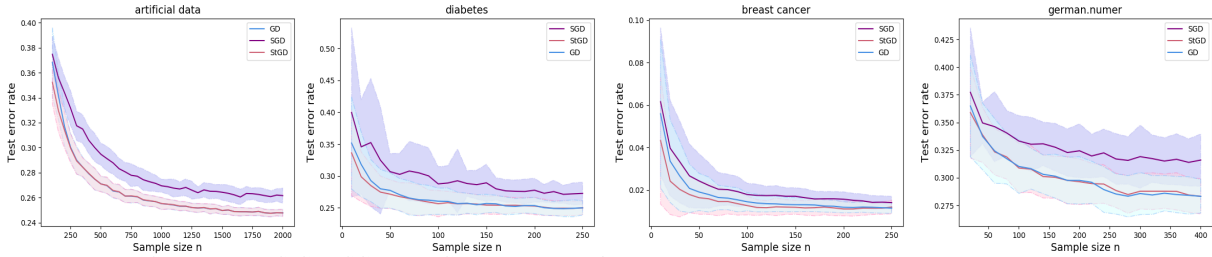 artificial data
Test error rate
0.40
0.38
0.36
0.34
0.32
0.30
0.28
0.26
0.24
GD
SGD
StGD
250 500 750 1000 1250 1500 1750 2000
Sample size n
diabetes
Test error rate
0.50
0.45
0.40
0.35
0.30
0.25
SGD
StGD
GD
0 50 100 150 200 250
Sample size n
breast cancer
Test error rate
0.10
0.08
0.06
0.04
0.02
SGD
StGD
GD
0 50 100 150 200 250
Sample size n
german.numer
Test error rate
0.425
0.400
0.375
0.350
0.325
0.300
0.275
SGD
StGD
GD
50 100 150 200 250 300 350 400
Sample size n